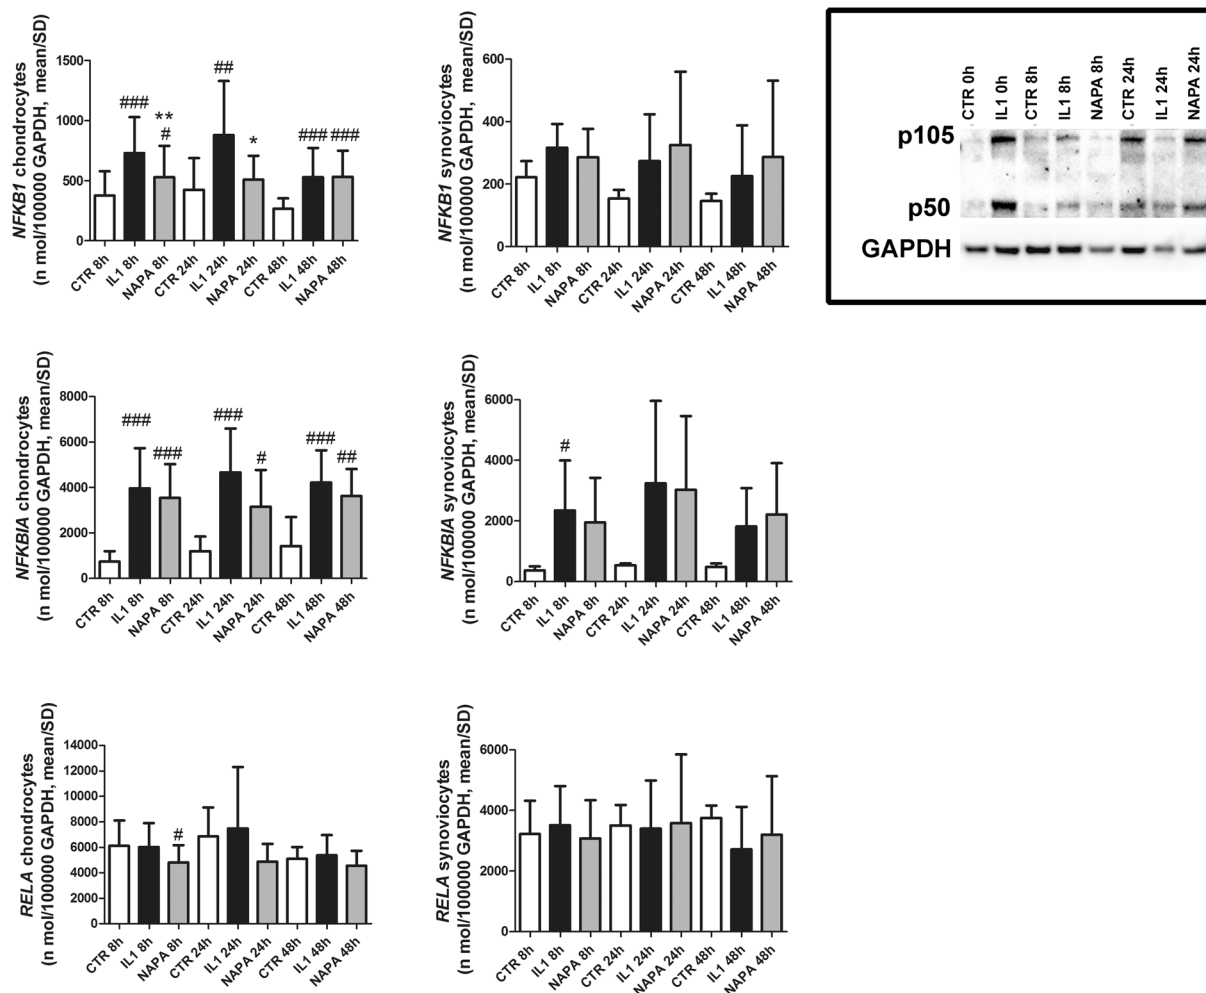 NFKB1 chondrocytes
(n mol/100000 GAPDH, mean/SD)
1500
1000
500
0
###
**
#
##
*
###
###
CTR 8h
IL1 8h
NAPA 8h
CTR 24h
IL1 24h
NAPA 24h
CTR 48h
IL1 48h
NAPA 48h
NFKB1 synoviocytes
(n mol/100000 GAPDH, mean/SD)
600
400
200
0
CTR 8h
IL1 8h
NAPA 8h
CTR 24h
IL1 24h
NAPA 24h
CTR 48h
IL1 48h
NAPA 48h
CTR 0h
IL1 0h
CTR 8h
IL1 8h
NAPA 8h
CTR 24h
IL1 24h
NAPA 24h
p105
p50
GAPDH
NFKBIA chondrocytes
(n mol/100000 GAPDH, mean/SD)
8000
6000
4000
2000
0
###
###
###
#
###
##
CTR 8h
IL1 8h
NAPA 8h
CTR 24h
IL1 24h
NAPA 24h
CTR 48h
IL1 48h
NAPA 48h
NFKBIA synoviocytes
(n mol/100000 GAPDH, mean/SD)
6000
4000
2000
0
#
CTR 8h
IL1 8h
NAPA 8h
CTR 24h
IL1 24h
NAPA 24h
CTR 48h
IL1 48h
NAPA 48h
RELA chondrocytes
(n mol/100000 GAPDH, mean/SD)
14000
12000
10000
8000
6000
4000
2000
0
#
CTR 8h
IL1 8h
NAPA 8h
CTR 24h
IL1 24h
NAPA 24h
CTR 48h
IL1 48h
NAPA 48h
RELA synoviocytes
(n mol/100000 GAPDH, mean/SD)
6000
4000
2000
0
CTR 8h
IL1 8h
NAPA 8h
CTR 24h
IL1 24h
NAPA 24h
CTR 48h
IL1 48h
NAPA 48h